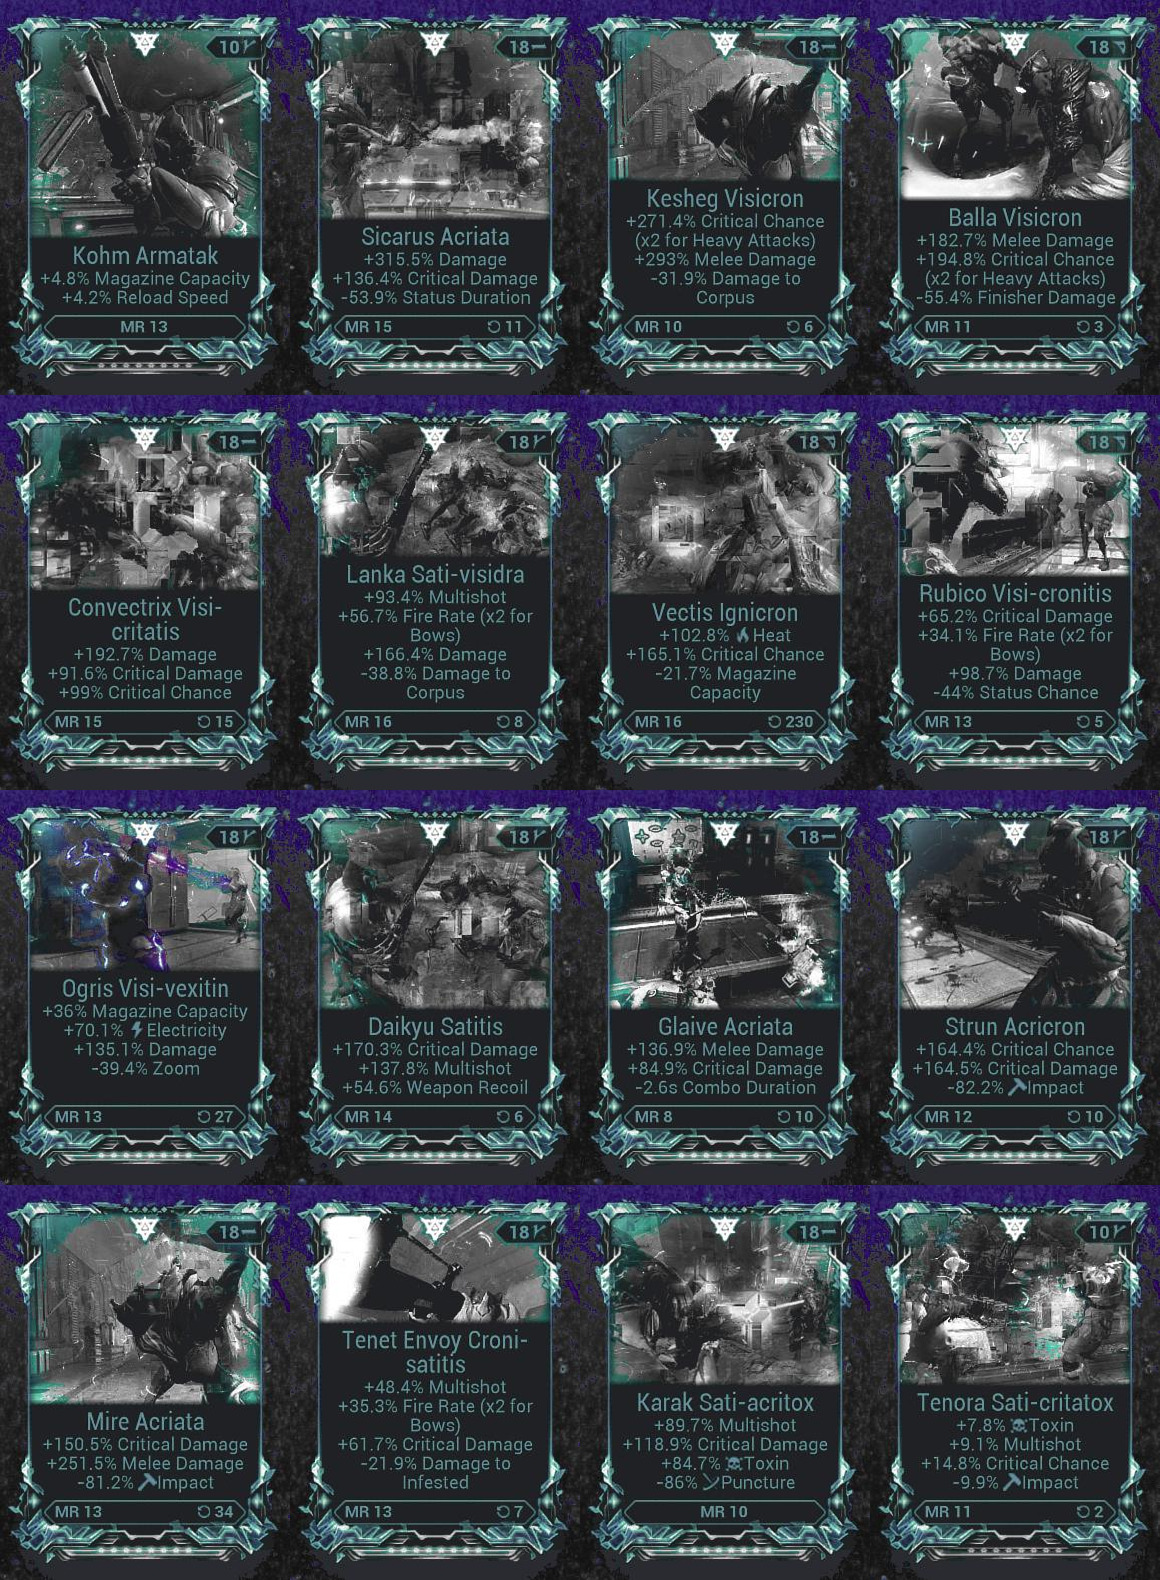 10
Kohm Armatak
+4.8% Magazine Capacity
+4.2% Reload Speed
MR 13
18
Sicarus Acriata
+315.5% Damage
+136.4% Critical Damage
-53.9% Status Duration
MR 15 11
18
Kesheg Visicron
+271.4% Critical Chance
(x2 for Heavy Attacks)
+293% Melee Damage
-31.9% Damage to
Corpus
MR 10 6
18
Balla Visicron
+182.7% Melee Damage
+194.8% Critical Chance
(x2 for Heavy Attacks)
-55.4% Finisher Damage
MR 11 3
18
Convectrix Visi-
critatis
+192.7% Damage
+91.6% Critical Damage
+99% Critical Chance
MR 15 15
18
Lanka Sati-visidra
+93.4% Multishot
+56.7% Fire Rate (x2 for
Bows)
+166.4% Damage
-38.8% Damage to
Corpus
MR 16 8
18
Vectis Ignicron
+102.8% Heat
+165.1% Critical Chance
-21.7% Magazine
Capacity
MR 16 230
18
Rubico Visi-cronitis
+65.2% Critical Damage
+34.1% Fire Rate (x2 for
Bows)
+98.7% Damage
-44% Status Chance
MR 13 5
18
Ogris Visi-vexitin
+36% Magazine Capacity
+70.1% Electricity
+135.1% Damage
-39.4% Zoom
MR 13 27
18
Daikyu Satitis
+170.3% Critical Damage
+137.8% Multishot
+54.6% Weapon Recoil
MR 14 6
18
Glaive Acriata
+136.9% Melee Damage
+84.9% Critical Damage
-2.6s Combo Duration
MR 8 10
18
Strun Acricron
+164.4% Critical Chance
+164.5% Critical Damage
-82.2% Impact
MR 12 10
18
Mire Acriata
+150.5% Critical Damage
+251.5% Melee Damage
-81.2% Impact
MR 13 34
18
Tenet Envoy Croni-
satitis
+48.4% Multishot
+35.3% Fire Rate (x2 for
Bows)
+61.7% Critical Damage
-21.9% Damage to
Infested
MR 13 7
18
Karak Sati-acritox
+89.7% Multishot
+118.9% Critical Damage
+84.7% Toxin
-86% Puncture
MR 10
10
Tenora Sati-critatox
+7.8% Toxin
+9.1% Multishot
+14.8% Critical Chance
-9.9% Impact
MR 11 2